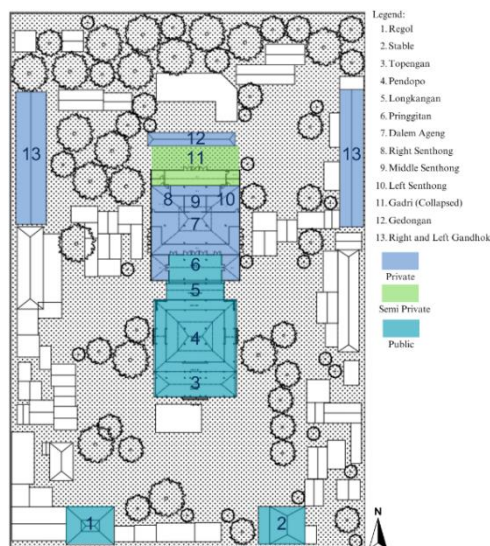 Legend:
1. Regol
2. Stable
3. Topengan
4. Pendopo
5. Longkangan
6. Pringgitan
7. Dalem Ageng
8. Right Senthong
9. Middle Senthong
10. Left Senthong
11. Gadri (Collapsed)
12. Gedongan
13. Right and Left Gandhok
Private
Semi Private
Public
N
12
13
11
13
8
9
10
7
6
5
4
3
1
2